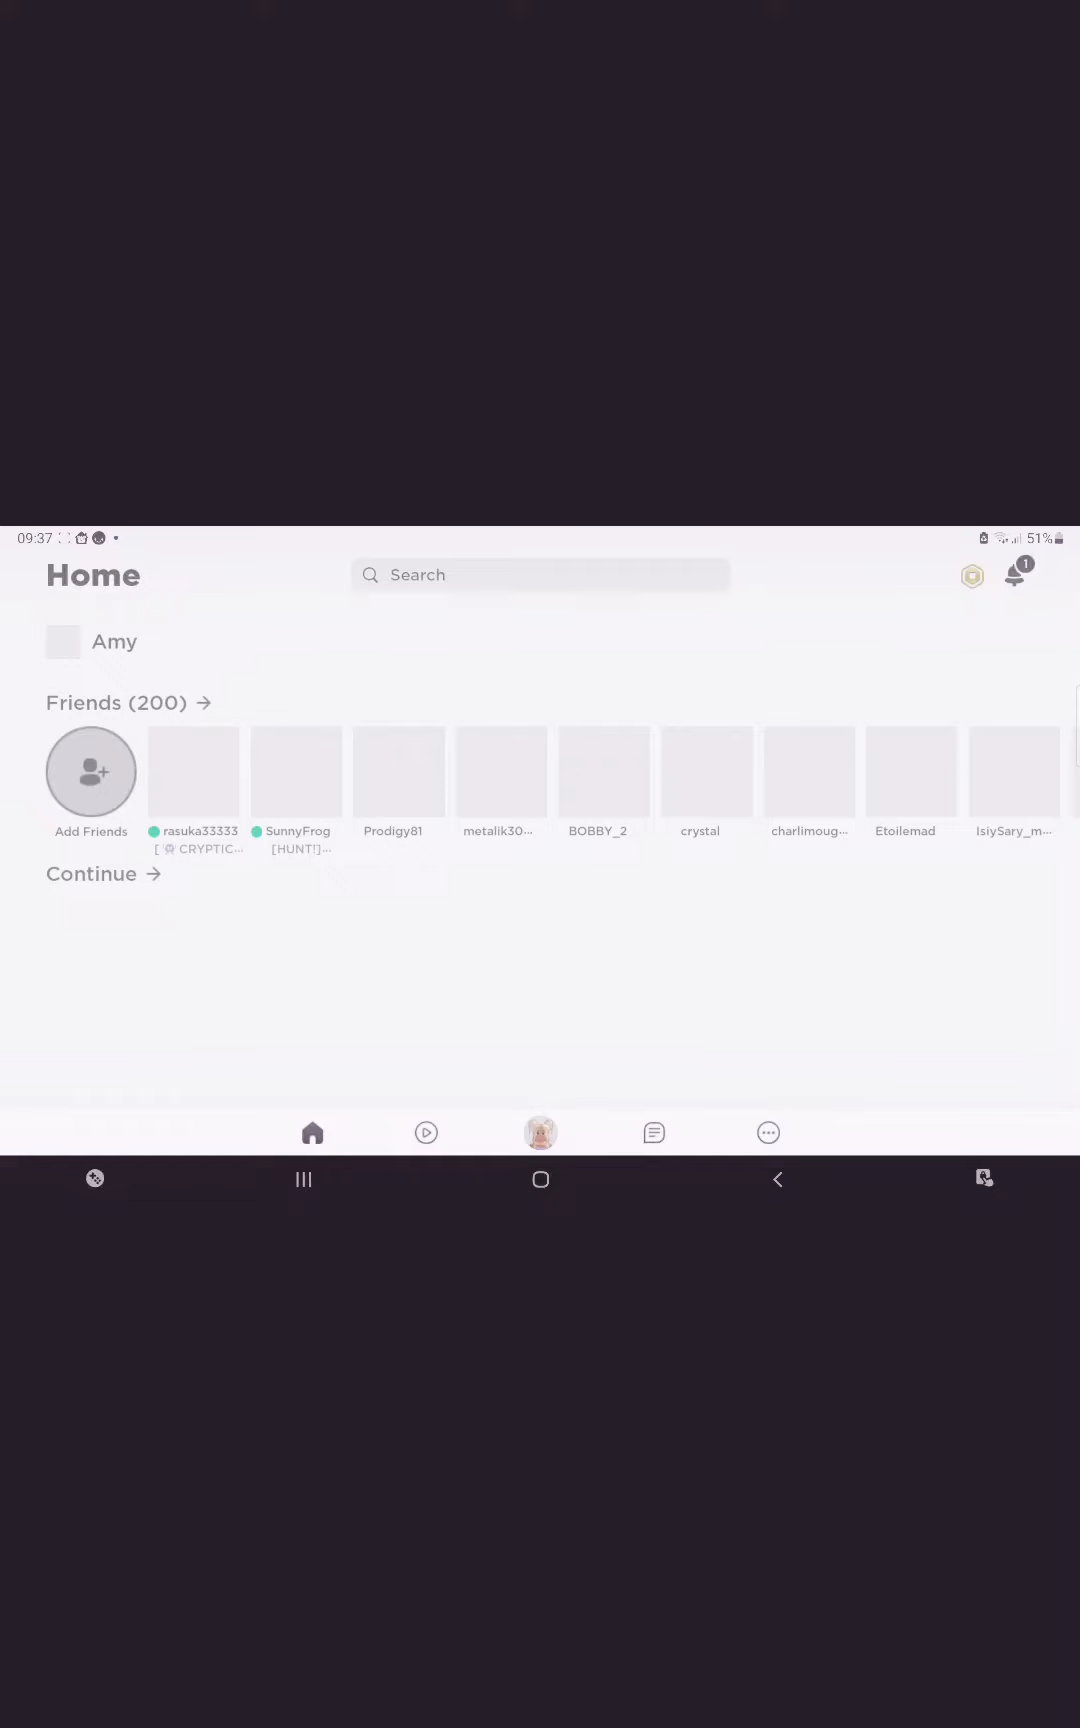 09:37
51%
Home
Search
1
Amy
Friends (200)
Add Friends
rasuka33333
SunnyFrog
Prodigy81
metalik30...
BOBBY_2
crystal
charlimoug...
Etoilemad
IsiySary_m...
[ CRYPTIC...
[HUNT!]...
Continue